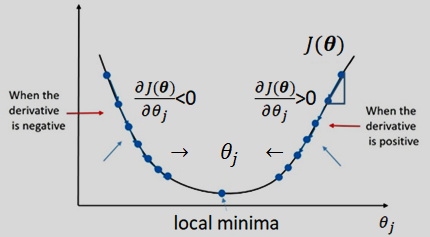 J(θ)
∂J(θ)/∂θⱼ<0
∂J(θ)/∂θⱼ>0
When the
derivative
is negative
When the
derivative
is positive
→ θⱼ ←
local minima
θⱼ